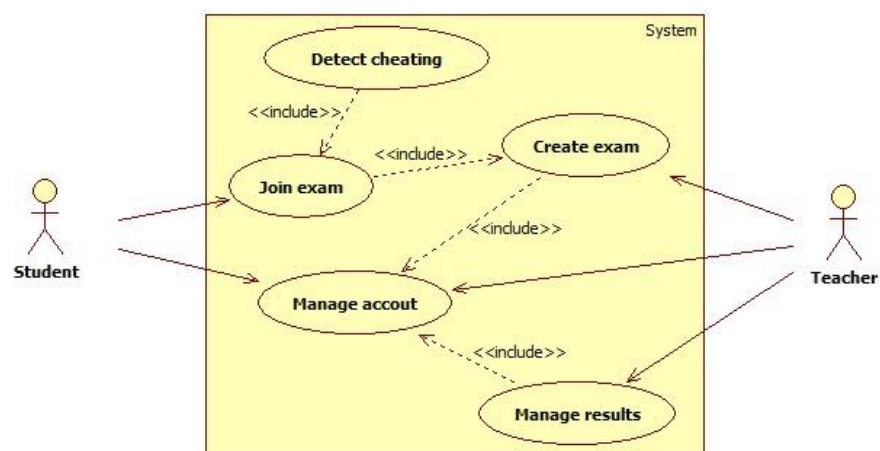 System
Detect cheating
<<include>>
<<include>>
Create exam
Join exam
Student
<<include>>
Teacher
Manage accout
<<include>>
Manage results